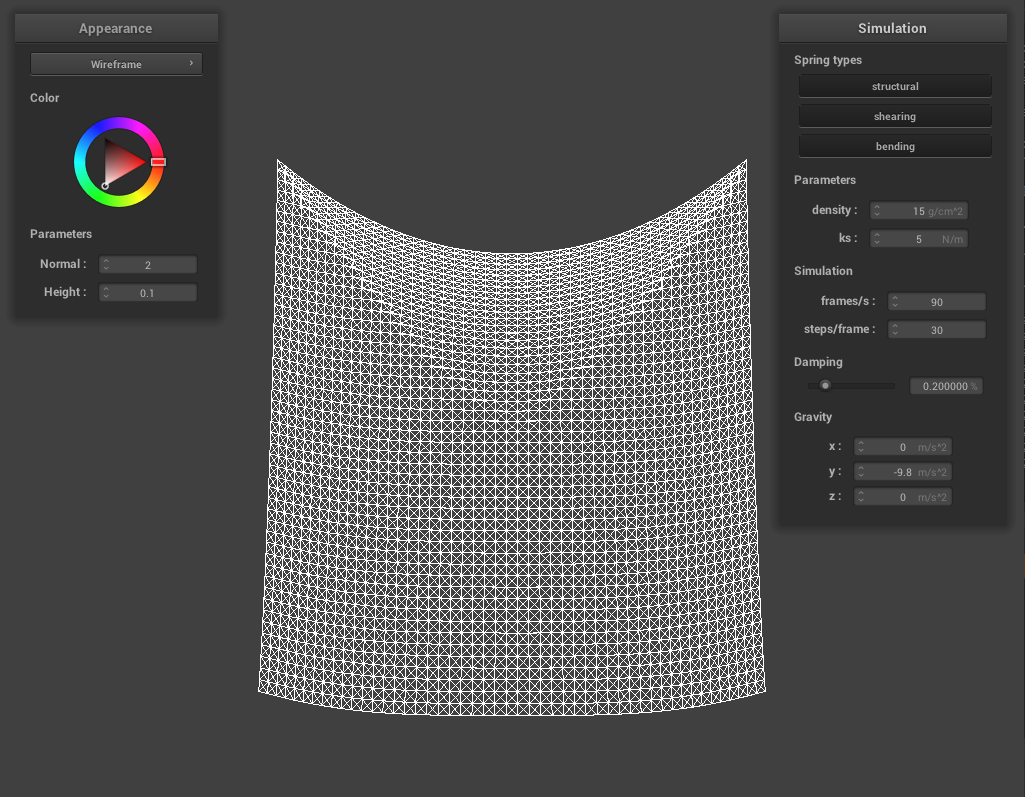 Appearance
Wireframe
Color
Parameters
Normal : 2
Height : 0.1
Simulation
Spring types
structural
shearing
bending
Parameters
density : 15 g/cm^2
ks : 5 N/m
Simulation
frames/s : 90
steps/frame : 30
Damping
0.200000 %
Gravity
x : 0 m/s^2
y : -9.8 m/s^2
z : 0 m/s^2